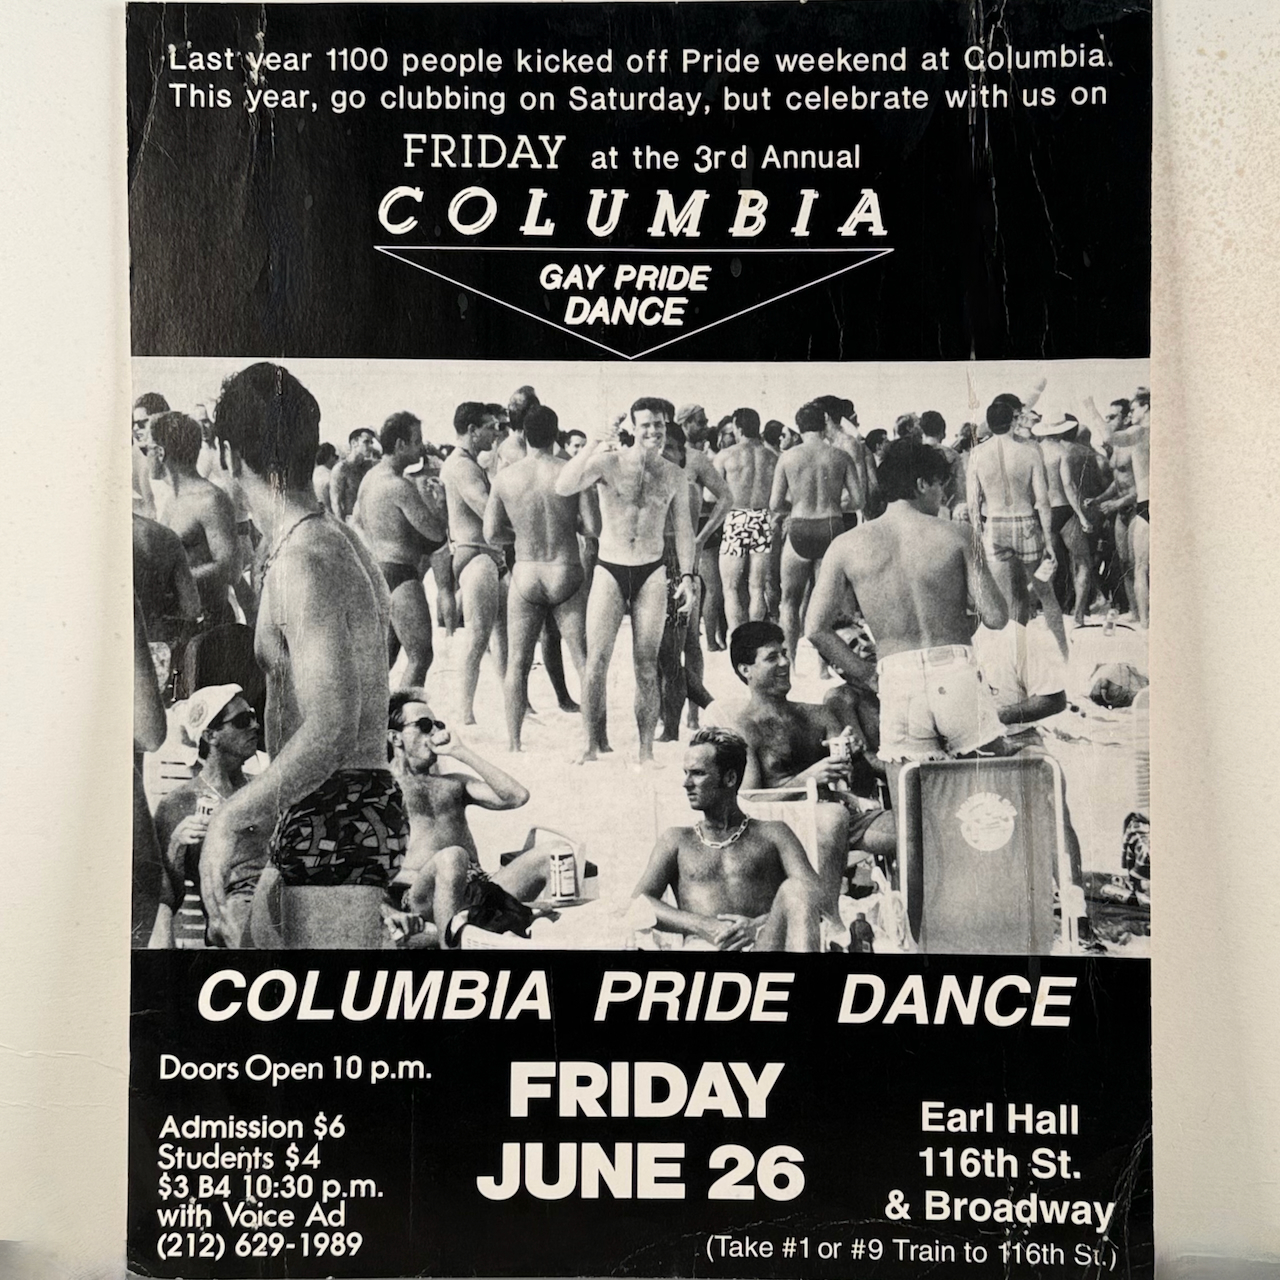 Last year 1100 people kicked off Pride weekend at Columbia.
This year, go clubbing on Saturday, but celebrate with us on
FRIDAY at the 3rd Annual
COLUMBIA
GAY PRIDE
DANCE
COLUMBIA PRIDE DANCE
Doors Open 10 p.m.
Admission $6
Students $4
$3 B4 10:30 p.m.
with Voice Ad
(212) 629-1989
FRIDAY
JUNE 26
Earl Hall
116th St.
& Broadway
(Take #1 or #9 Train to 116th St.)